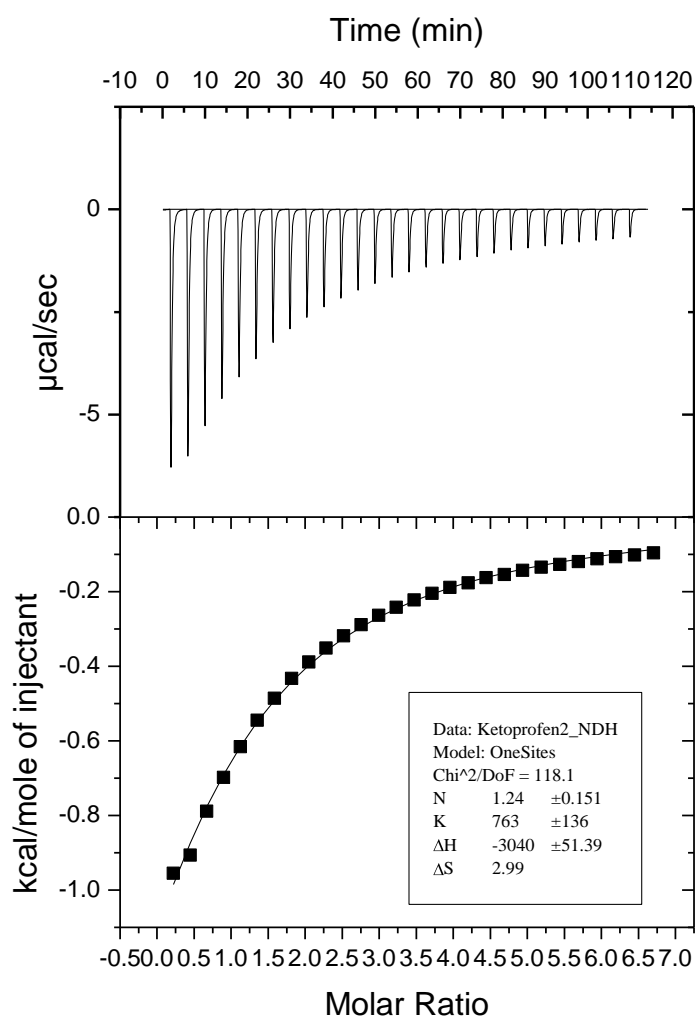 Time (min)
-10 0 10 20 30 40 50 60 70 80 90 100 110 120
0
-5
µcal/sec
0.0
-0.2
-0.4
-0.6
-0.8
-1.0
kcal/mole of injectant
Data: Ketoprofen2_NDH
Model: OneSites
Chi^2/DoF = 118.1
N 1.24 ±0.151
K 763 ±136
ΔH -3040 ±51.39
ΔS 2.99
-0.5 0.0 0.5 1.0 1.5 2.0 2.5 3.0 3.5 4.0 4.5 5.0 5.5 6.0 6.5 7.0
Molar Ratio